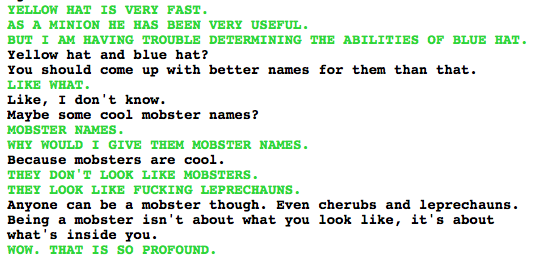 YELLOW HAT IS VERY FAST.
AS A MINION HE HAS BEEN VERY USEFUL.
BUT I AM HAVING TROUBLE DETERMINING THE ABILITIES OF BLUE HAT.
Yellow hat and blue hat?
You should come up with better names for them than that.
LIKE WHAT.
Like, I don't know.
Maybe some cool mobster names?
MOBSTER NAMES.
WHY WOULD I GIVE THEM MOBSTER NAMES.
Because mobsters are cool.
THEY DON'T LOOK LIKE MOBSTERS.
THEY LOOK LIKE FUCKING LEPRECHAUNS.
Anyone can be a mobster though. Even cherubs and leprechauns.
Being a mobster isn't about what you look like, it's about
what's inside you.
WOW. THAT IS SO PROFOUND.